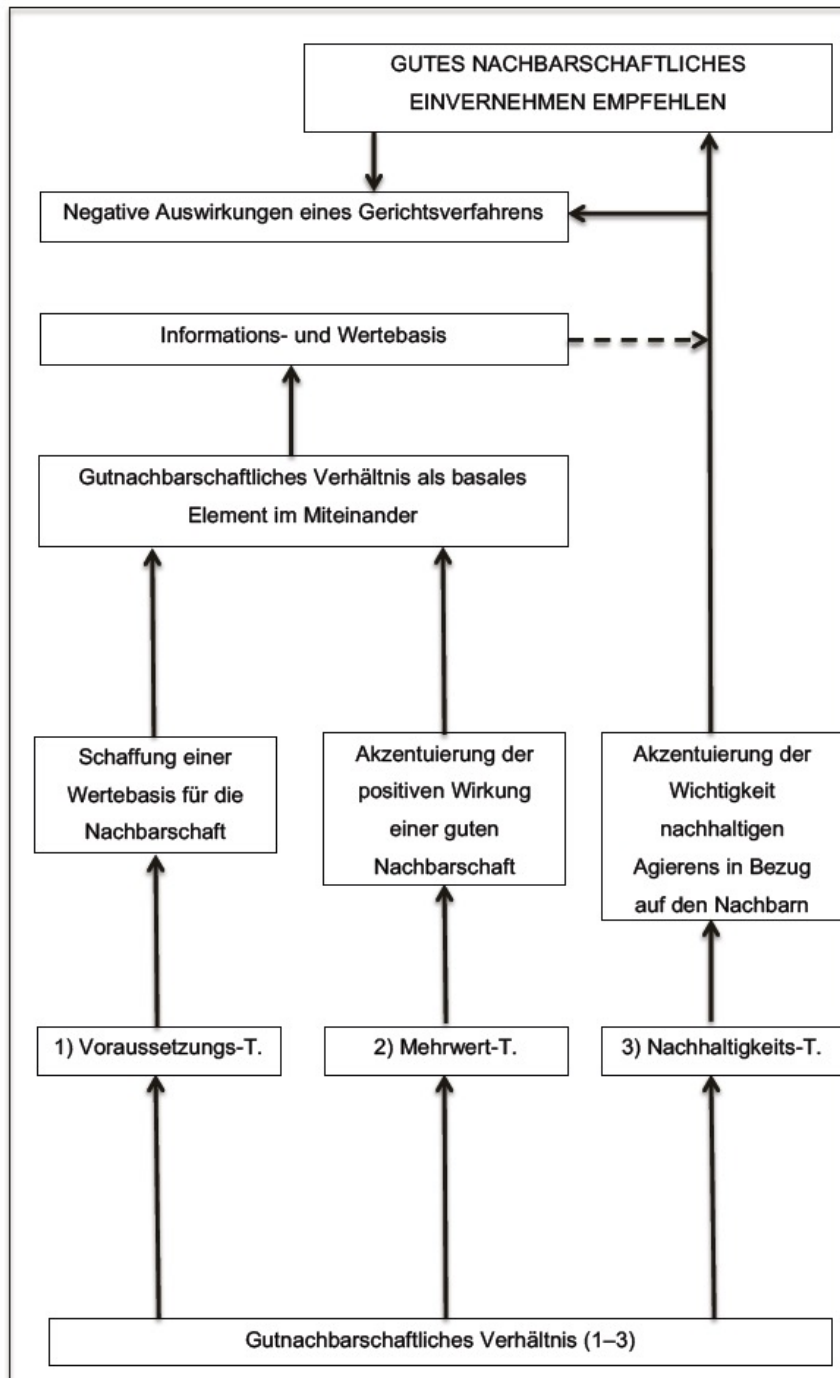 GUTES NACHBARSCHAFTLICHES
EINVERNEHMEN EMPFEHLEN
Negative Auswirkungen eines Gerichtsverfahrens
Informations- und Wertebasis
Gutnachbarschaftliches Verhältnis als basales
Element im Miteinander
Schaffung einer
Wertebasis für die
Nachbarschaft
Akzentuierung der
positiven Wirkung
einer guten
Nachbarschaft
Akzentuierung der
Wichtigkeit
nachhaltigen
Agierens in Bezug
auf den Nachbarn
1) Voraussetzungs-T.
2) Mehrwert-T.
3) Nachhaltigkeits-T.
Gutnachbarschaftliches Verhältnis (1–3)